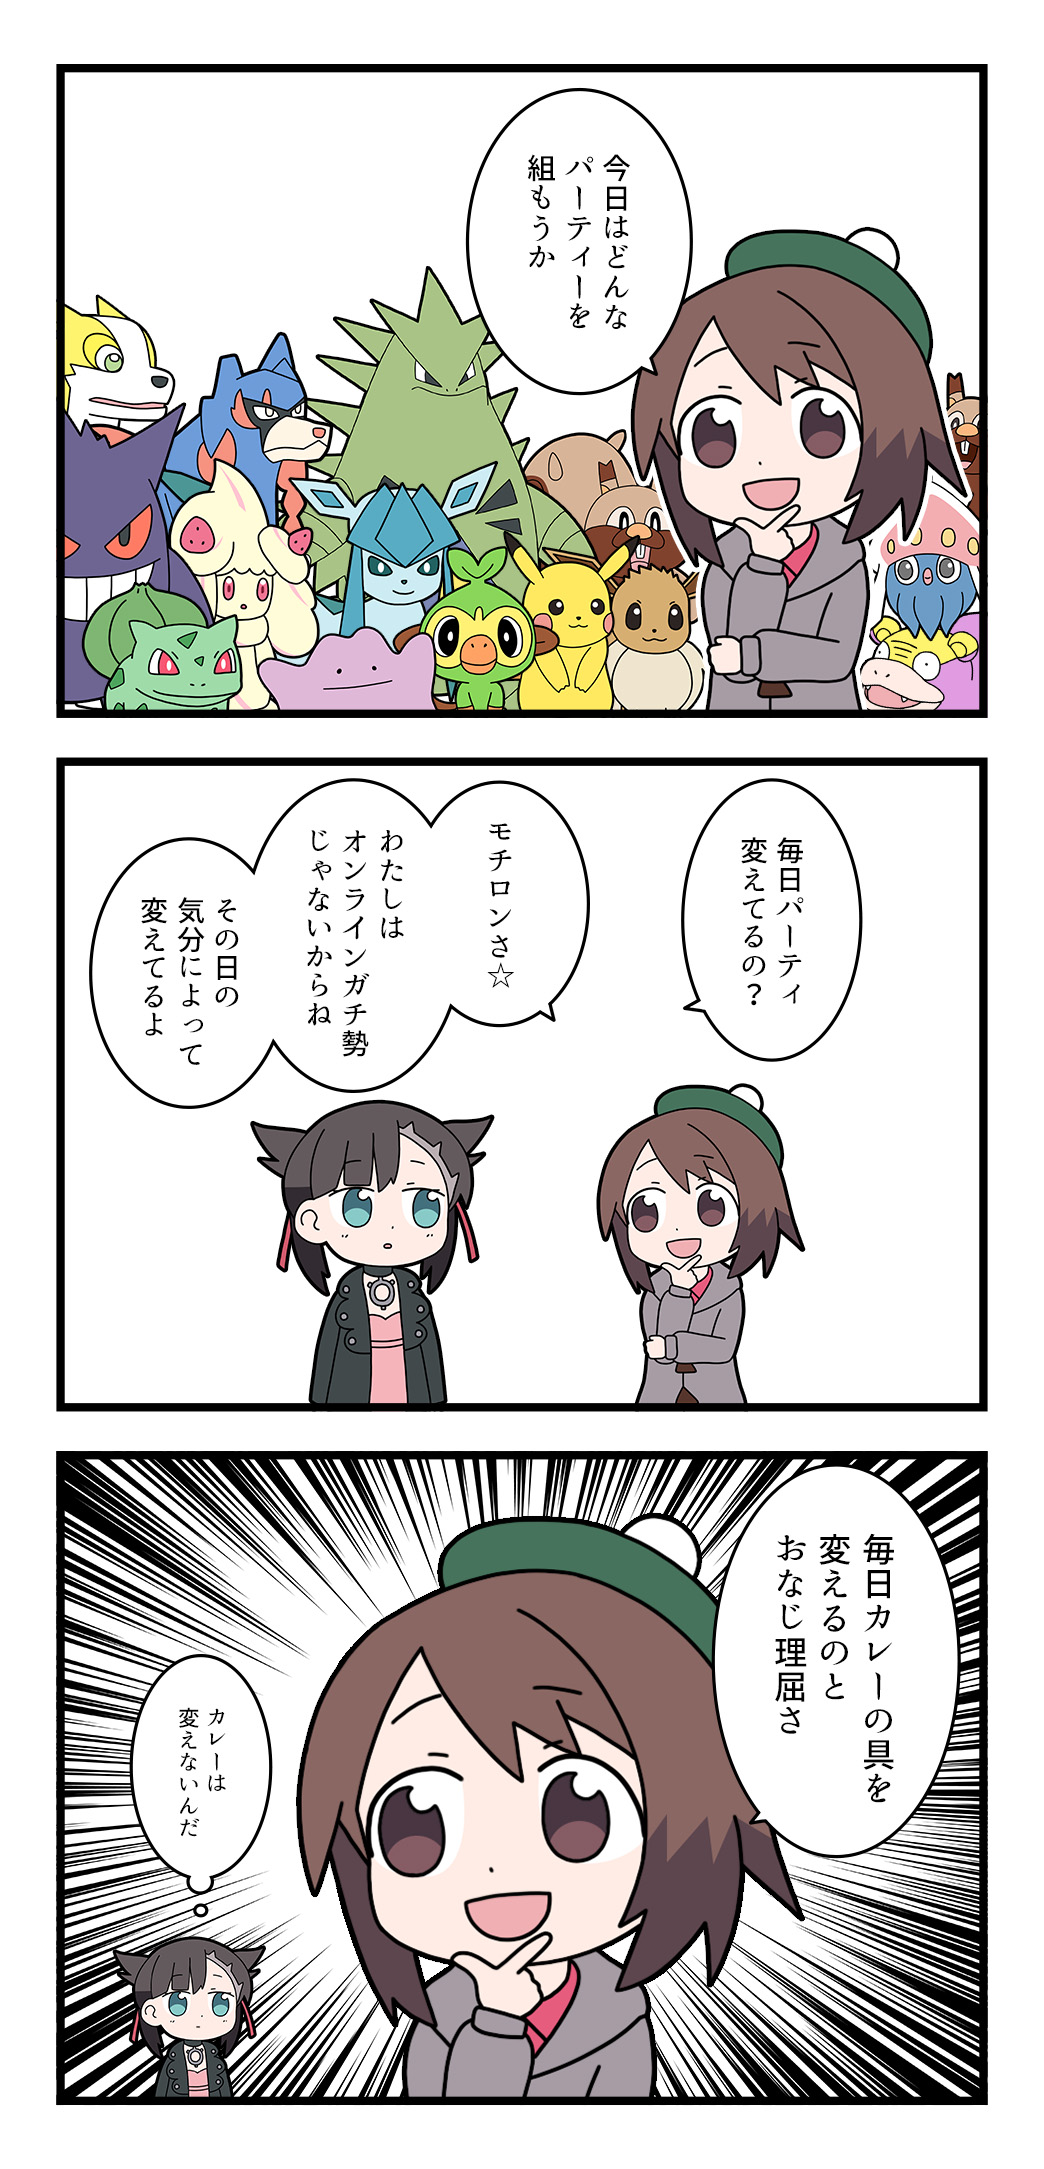 今日はどんな
パーティーを
組もうか
毎日パーティ
変えてるの？
モチロンさ☆
わたしは
オンラインガチ勢
じゃないからね
その日の
気分によって
変えてるよ
毎日カレーの具を
変えるのと
おなじ理屈さ
カレーは
変えないんだ